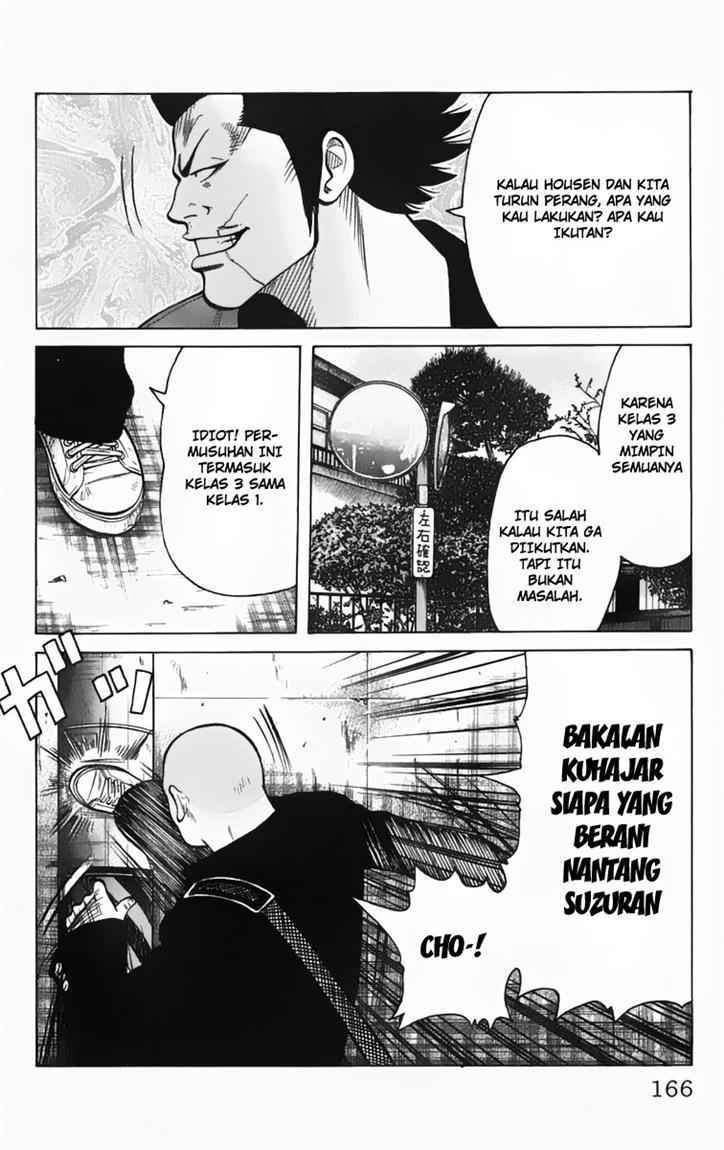 KALAU HOUSEN DAN KITA
TURUN PERANG, APA YANG
KAU LAKUKAN? APA KAU
IKUTAN?
KARENA
KELAS 3
YANG
MIMPIN
SEMUANYA
ITU SALAH
KALAU KITA GA
DIIKUTKAN.
TAPI ITU
BUKAN
MASALAH.
左右確認
IDIOT! PER-
MUSUHAN INI
TERMASUK
KELAS 3 SAMA
KELAS 1.
ガッ!!
BAKALAN
KUHAJAR
SIAPA YANG
BERANI
NANTANG
SUZURAN
CHO-!
166